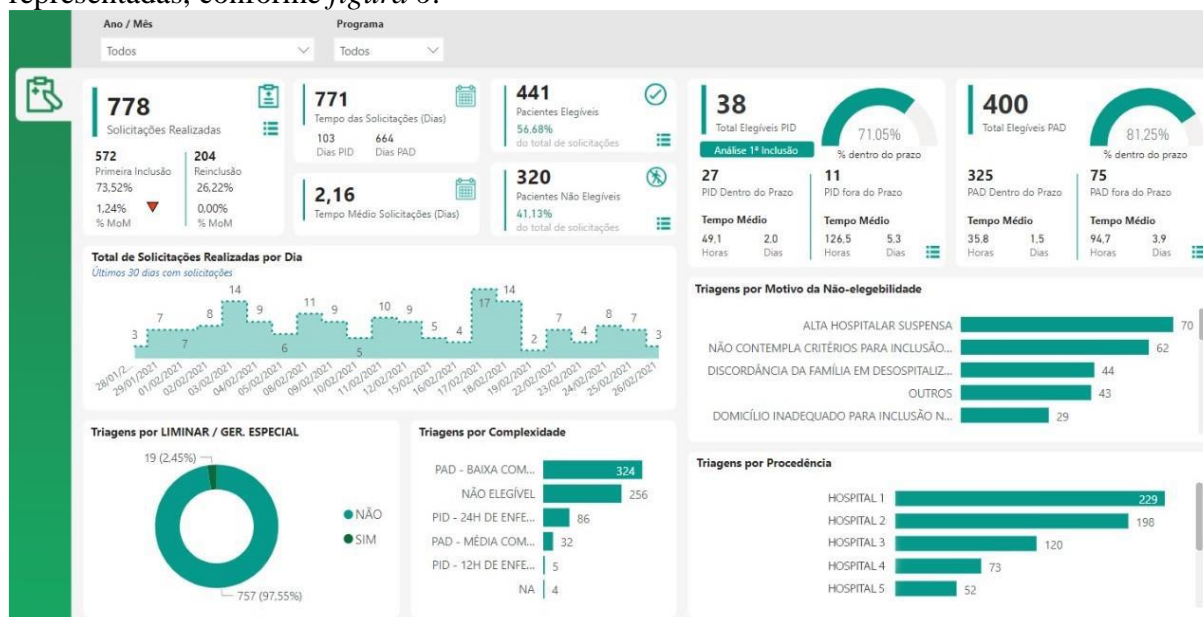 representadas, conforme figura 8.
Ano / Mês
Todos
Programa
Todos
778
Solicitações Realizadas
572
Primeira Inclusão
73,52%
1,24%
% MoM
204
Reinclusão
26,22%
0,00%
% MoM
771
Tempo das Solicitações (Dias)
103
Dias PID
664
Dias PAD
2,16
Tempo Médio Solicitações (Dias)
441
Pacientes Elegíveis
56,68%
do total de solicitações
320
Pacientes Não Elegíveis
41,13%
do total de solicitações
38
Total Elegíveis PID
Análise 1ª Inclusão
71.05%
% dentro do prazo
27
PID Dentro do Prazo
Tempo Médio
49,1 2.0
Horas Dias
11
PID fora do Prazo
Tempo Médio
126.5 5.3
Horas Dias
400
Total Elegíveis PAD
81.25%
% dentro do prazo
325
PAD Dentro do Prazo
Tempo Médio
35.8 1,5
Horas Dias
75
PAD fora do Prazo
Tempo Médio
94,7 3.9
Horas Dias
Total de Solicitações Realizadas por Dia
Últimos 30 dias com solicitações
3 7 7 8 14 9 6 11 9 5 10 9 5 4 17 14 2 7 4 8 7 3
28/01/2...
29/01/2021
01/02/2021
02/02/2021
03/02/2021
04/02/2021
05/02/2021
08/02/2021
09/02/2021
10/02/2021
11/02/2021
12/02/2021
15/02/2021
16/02/2021
17/02/2021
18/02/2021
19/02/2021
22/02/2021
23/02/2021
24/02/2021
25/02/2021
26/02/2021
Triagens por Motivo da Não-elegebilidade
ALTA HOSPITALAR SUSPENSA 70
NÃO CONTEMPLA CRITÉRIOS PARA INCLUSÃO... 62
DISCORDÂNCIA DA FAMÍLIA EM DESOSPITALIZ... 44
OUTROS 43
DOMICÍLIO INADEQUADO PARA INCLUSÃO N... 29
Triagens por LIMINAR / GER. ESPECIAL
19 (2.45%)
NÃO
SIM
757 (97.55%)
Triagens por Complexidade
PAD - BAIXA COM... 324
NÃO ELEGÍVEL 256
PID - 24H DE ENFE... 86
PAD - MÉDIA COM... 32
PID - 12H DE ENFE... 5
NA 4
Triagens por Procedência
HOSPITAL 1 229
HOSPITAL 2 198
HOSPITAL 3 120
HOSPITAL 4 73
HOSPITAL 5 52